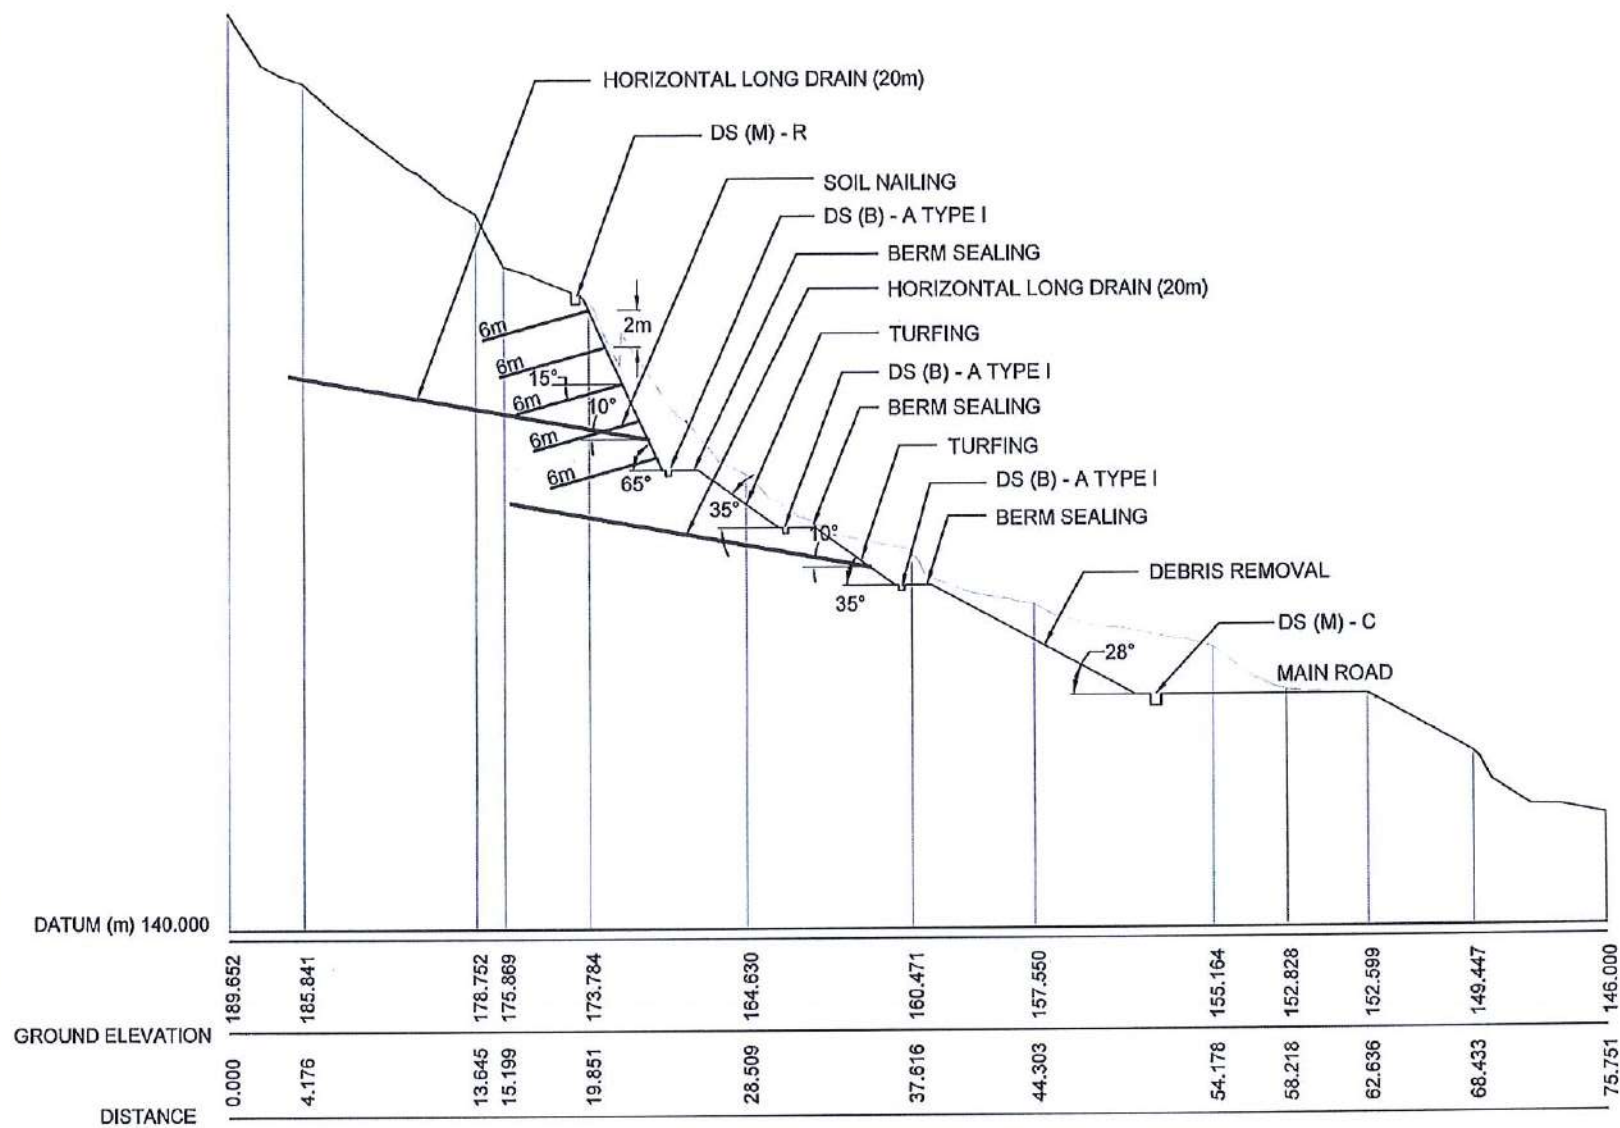 HORIZONTAL LONG DRAIN (20m)
DS (M) - R
SOIL NAILING
DS (B) - A TYPE I
BERM SEALING
HORIZONTAL LONG DRAIN (20m)
6m
2m
TURFING
6m
15°
DS (B) - A TYPE I
6m
10°
BERM SEALING
6m
TURFING
6m
65°
DS (B) - A TYPE I
35°
BERM SEALING
10°
DEBRIS REMOVAL
35°
DS (M) - C
28°
MAIN ROAD
DATUM (m) 140.000
189.652 185.841 178.752 175.869 173.784 164.630 160.471 157.550 155.164 152.828 152.599 149.447 146.000
GROUND ELEVATION
0.000 4.176 13.645 15.199 19.851 28.509 37.616 44.303 54.178 58.218 62.636 68.433 75.751
DISTANCE